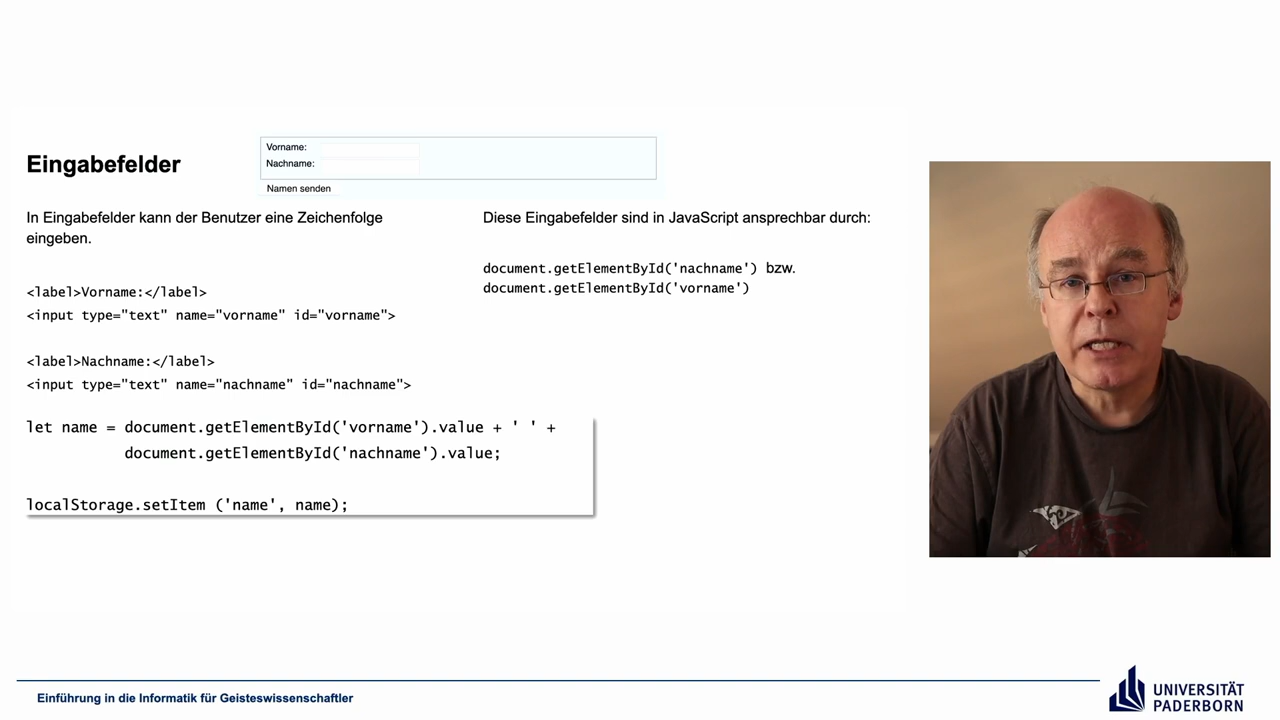 Eingabefelder
Vorname:
Nachname:
Namen senden
In Eingabefelder kann der Benutzer eine Zeichenfolge
eingeben.
<label>Vorname:</label>
<input type="text" name="vorname" id="vorname">
<label>Nachname:</label>
<input type="text" name="nachname" id="nachname">
Diese Eingabefelder sind in JavaScript ansprechbar durch:
document.getElementById('nachname') bzw.
document.getElementById('vorname')
let name = document.getElementById('vorname').value + ' ' +
document.getElementById('nachname').value;
localStorage.setItem ('name', name);
Einführung in die Informatik für Geisteswissenschaftler
UNIVERSITÄT
PADERBORN